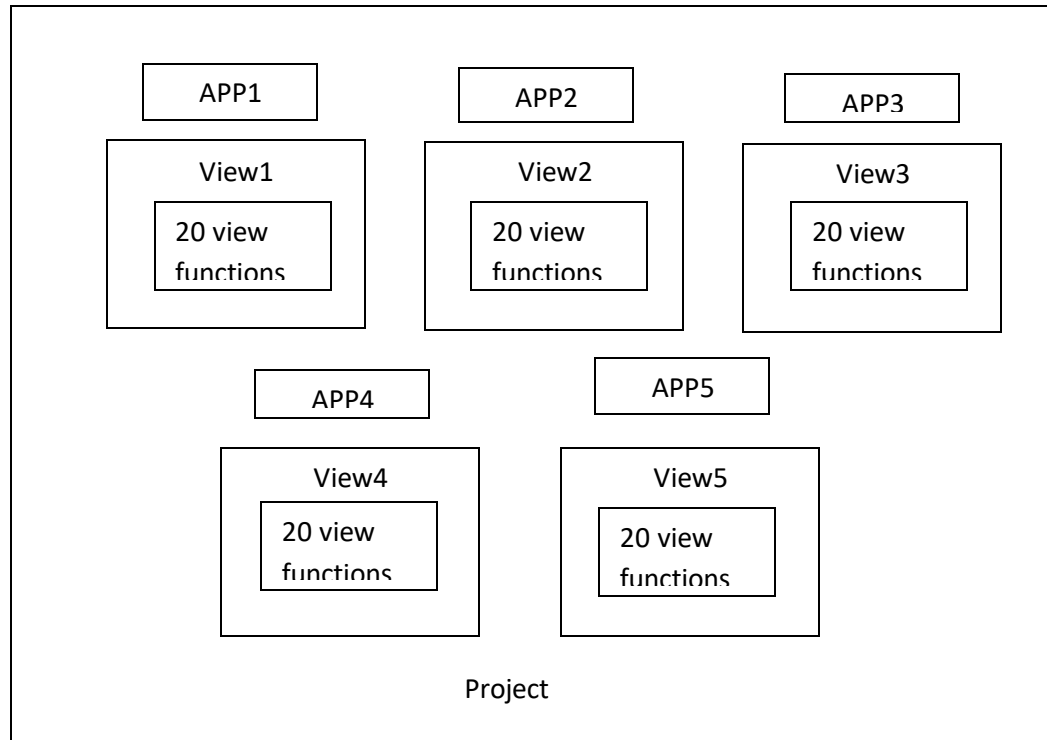 APP1
APP2
APP3
View1
20 view
functions
View2
20 view
functions
View3
20 view
functions
APP4
APP5
View4
20 view
functions
View5
20 view
functions
Project